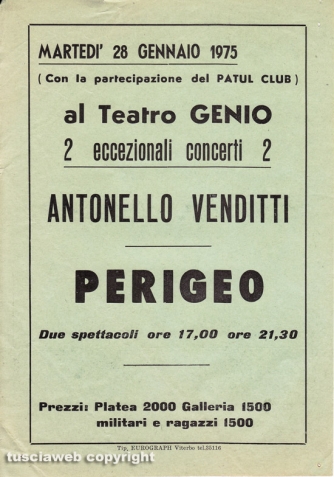 MARTEDI' 28 GENNAIO 1975
(Con la partecipazione del PATUL CLUB)
al Teatro GENIO
2 eccezionali concerti 2
ANTONELLO VENDITTI
PERIGEO
Due spettacoli ore 17,00 ore 21,30
Prezzi: Platea 2000 Galleria 1500
militari e ragazzi 1500
Tip, EUROGRAPH Viterbo tel.35116
tusciaweb copyright